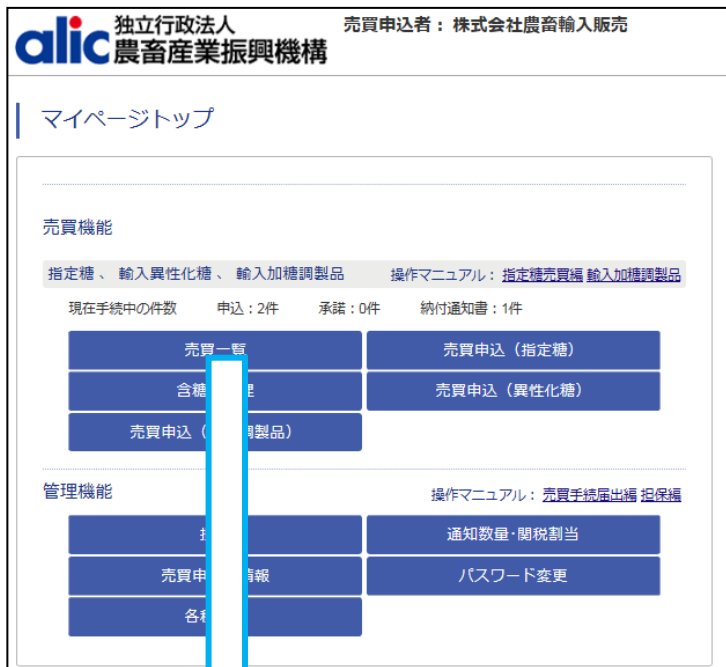 alic 独立行政法人
農畜産業振興機構
売買申込者： 株式会社農畜輸入販売
マイページトップ
売買機能
指定糖 、 輸入異性化糖 、 輸入加糖調製品 操作マニュアル： 指定糖売買編 輸入加糖調製品
現在手続中の件数 申込：2件 承諾：0件 納付通知書：1件
売買一覧 売買申込（指定糖）
含糖 売買申込（異性化糖）
売買申込（ 調製品）
管理機能 操作マニュアル： 売買手続届出編 担保編
通知数量・関税割当
売買申 情報 パスワード変更
各種